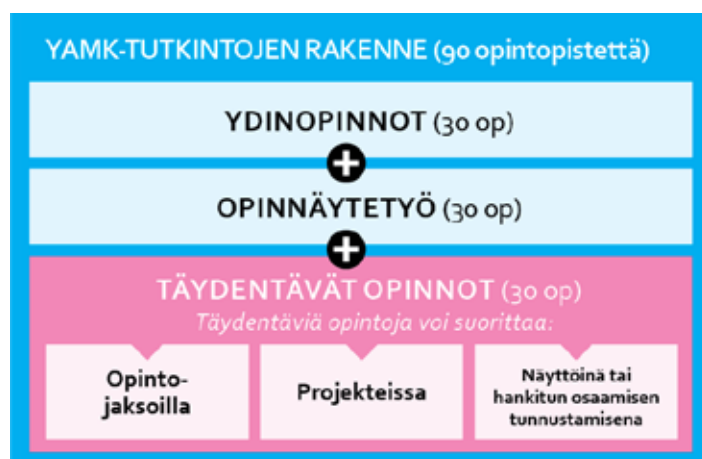 YAMK-TUTKINTOJEN RAKENNE (90 opintopistettä)
YDINOPINNOT (30 op)
+
OPINNÄYTETYÖ (30 op)
+
TÄYDENTÄVÄT OPINNOT (30 op)
Täydentäviä opintoja voi suorittaa:
Opinto-
jaksoilla
Projekteissa
Näyttöinä tai
hankitun osaamisen
tunnustamisena